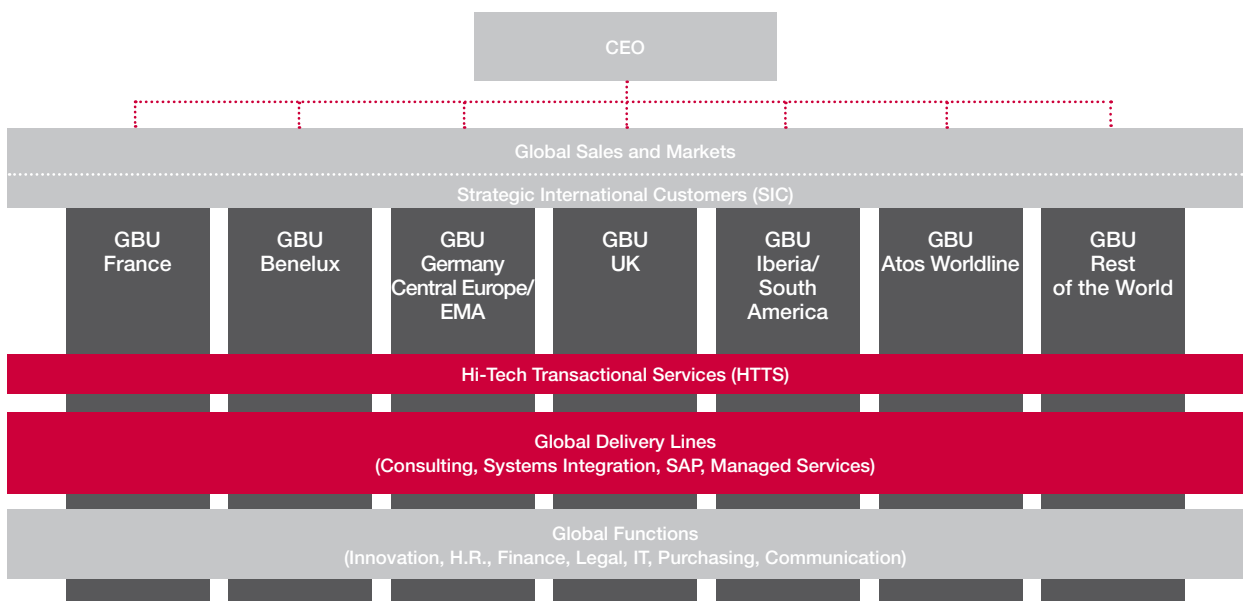 CEO
Global Sales and Markets
Strategic International Customers (SIC)
GBU
France
GBU
Benelux
GBU
Germany
Central Europe/
EMA
GBU
UK
GBU
Iberia/
South
America
GBU
Atos Worldline
GBU
Rest
of the World
Hi-Tech Transactional Services (HTTS)
Global Delivery Lines
(Consulting, Systems Integration, SAP, Managed Services)
Global Functions
(Innovation, H.R., Finance, Legal, IT, Purchasing, Communication)